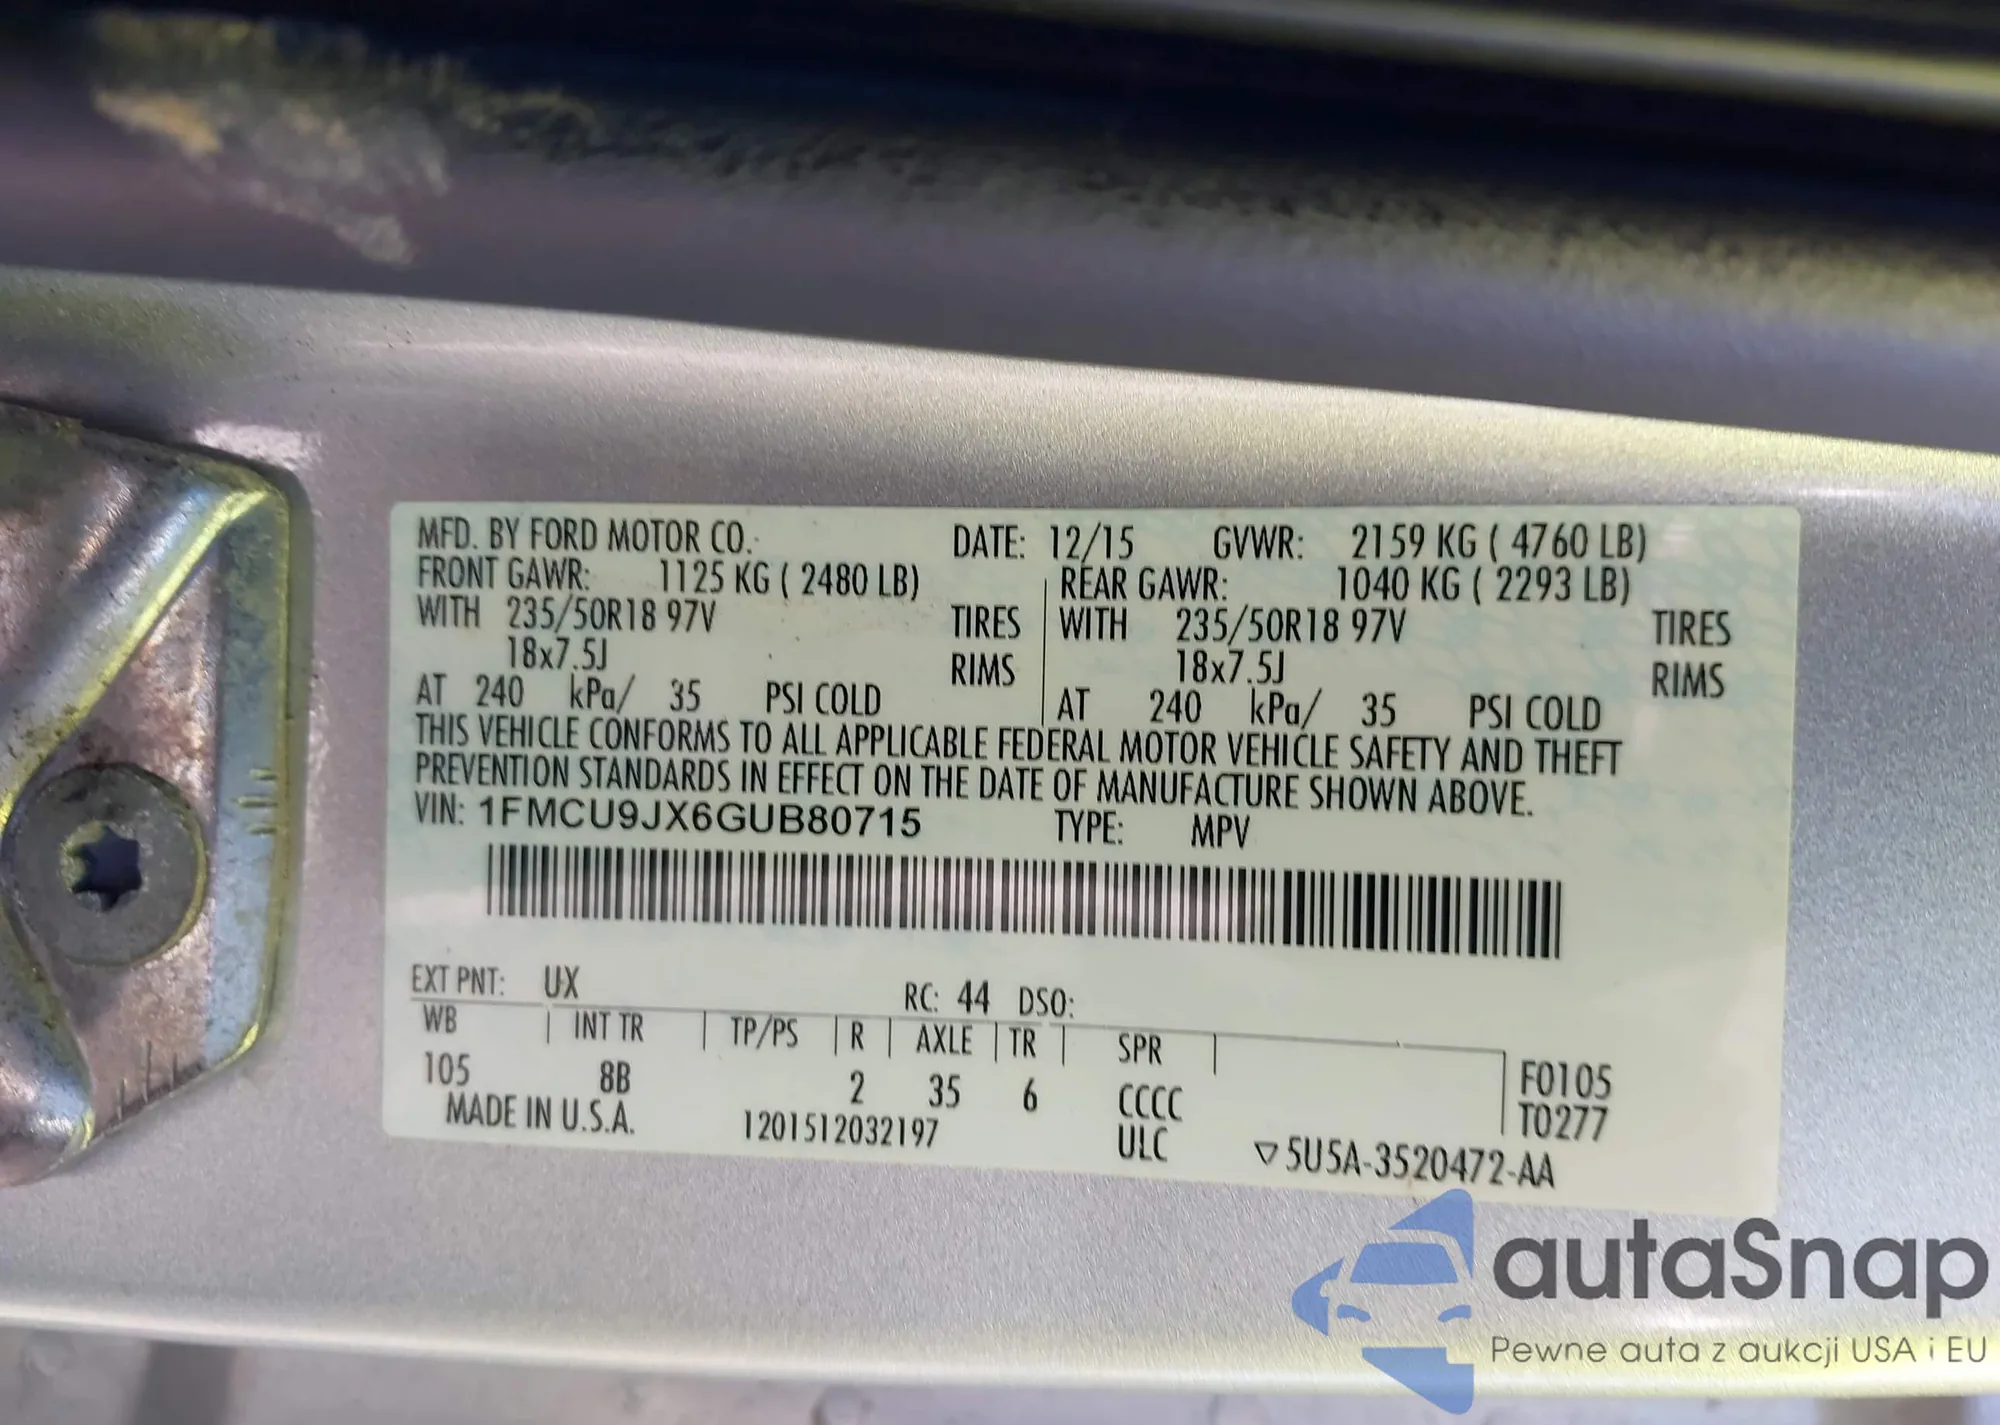 MFD. BY FORD MOTOR CO. DATE: 12/15 GVWR: 2159 KG ( 4760 LB)
FRONT GAWR: 1125 KG ( 2480 LB) REAR GAWR: 1040 KG ( 2293 LB)
WITH 235/50R18 97V TIRES WITH 235/50R18 97V TIRES
18x7.5J RIMS 18x7.5J RIMS
AT 240 kPa/ 35 PSI COLD AT 240 kPa/ 35 PSI COLD
THIS VEHICLE CONFORMS TO ALL APPLICABLE FEDERAL MOTOR VEHICLE SAFETY AND THEFT
PREVENTION STANDARDS IN EFFECT ON THE DATE OF MANUFACTURE SHOWN ABOVE.
VIN: 1FMCU9JX6GUB80715 TYPE: MPV
EXT PNT: UX RC: 44 DSO:
WB INT TR TP/PS R AXLE TR SPR
105 8B 2 35 6 CCCC F0105
MADE IN U.S.A. 1201512032197 ULC T0277
▽5U5A-3520472-AA
autaSnap
Pewne auta z aukcji USA i EU